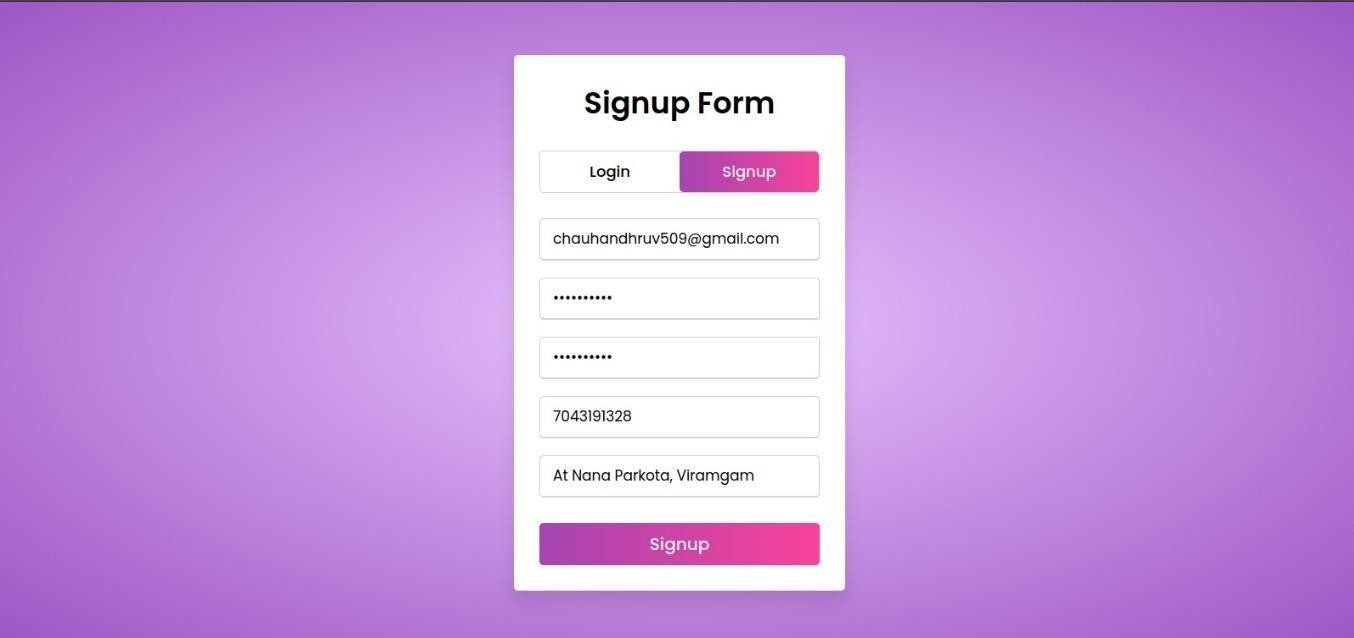 Signup Form
Login Signup
chauhandhruv509@gmail.com
••••••••••
••••••••••
7043191328
At Nana Parkota, Viramgam
Signup